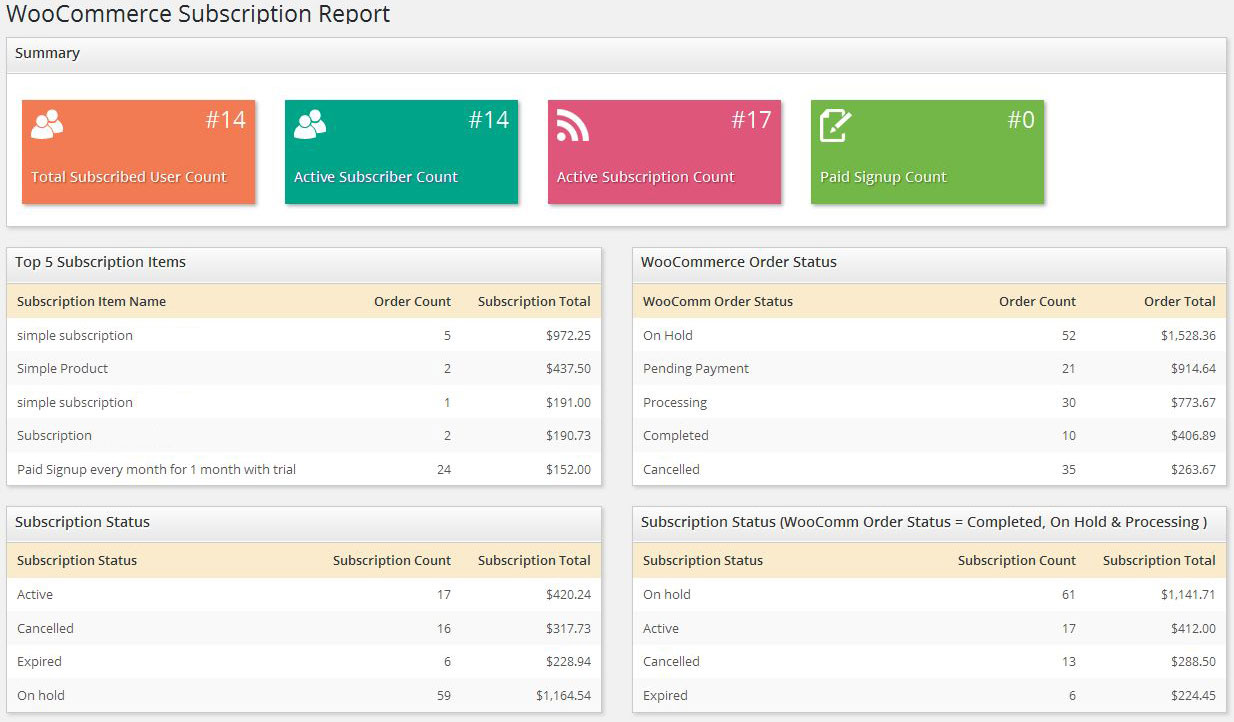 WooCommerce Subscription Report
Summary
#14
Total Subscribed User Count
#14
Active Subscriber Count
#17
Active Subscription Count
#0
Paid Signup Count
Top 5 Subscription Items
Subscription Item Name Order Count Subscription Total
simple subscription 5 $972.25
Simple Product 2 $437.50
simple subscription 1 $191.00
Subscription 2 $190.73
Paid Signup every month for 1 month with trial 24 $152.00
WooCommerce Order Status
WooComm Order Status Order Count Order Total
On Hold 52 $1,528.36
Pending Payment 21 $914.64
Processing 30 $773.67
Completed 10 $406.89
Cancelled 35 $263.67
Subscription Status
Subscription Status Subscription Count Subscription Total
Active 17 $420.24
Cancelled 16 $317.73
Expired 6 $228.94
On hold 59 $1,164.54
Subscription Status (WooComm Order Status = Completed, On Hold & Processing )
Subscription Status Subscription Count Subscription Total
On hold 61 $1,141.71
Active 17 $412.00
Cancelled 13 $288.50
Expired 6 $224.45